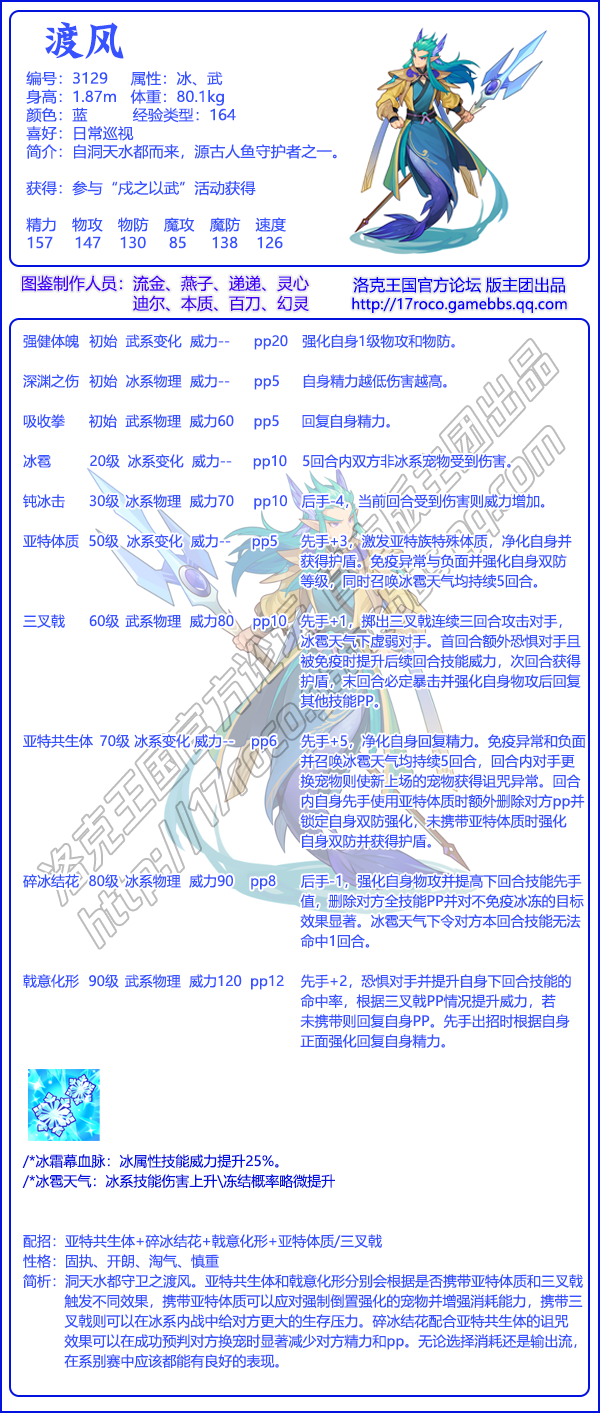 渡风
编号：3129 属性：冰、武
身高：1.87m 体重：80.1kg
颜色：蓝 经验类型：164
喜好：日常巡视
简介：自洞天水都而来，源古人鱼守护者之一。
获得：参与“戍之以武”活动获得
精力 物攻 物防 魔攻 魔防 速度
157 147 130 85 138 126
图鉴制作人员：流金、燕子、递递、灵心
迪尔、本质、百刀、幻灵
洛克王国官方论坛 版主团出品
http://17roco.gamebbs.qq.com
强健体魄 初始 武系变化 威力-- pp20 强化自身1级物攻和物防。
深渊之伤 初始 冰系物理 威力-- pp5 自身精力越低伤害越高。
吸收拳 初始 武系物理 威力60 pp5 回复自身精力。
冰雹 20级 冰系变化 威力-- pp10 5回合内双方非冰系宠物受到伤害。
钝冰击 30级 冰系物理 威力70 pp10 后手-4，当前回合受到伤害则威力增加。
亚特体质 50级 冰系变化 威力-- pp5 先手+3，激发亚特族特殊体质，净化自身并
获得护盾。免疫异常与负面并强化自身双防
等级，同时召唤冰雹天气均持续5回合。
三叉戟 60级 武系物理 威力80 pp10 先手+1，掷出三叉戟连续三回合攻击对手，
冰雹天气下虚弱对手。首回合额外恐惧对手且
被免疫时提升后续回合技能威力，次回合获得
护盾，末回合必定暴击并强化自身物攻后回复
其他技能PP。
亚特共生体 70级 冰系变化 威力-- pp6 先手+5，净化自身回复精力。免疫异常和负面
并召唤冰雹天气均持续5回合，回合内对手更
换宠物则使新上场的宠物获得诅咒异常。回合
内自身先手使用亚特体质时额外删除对方pp并
锁定自身双防强化，未携带亚特体质时强化
自身双防并获得护盾。
碎冰结花 80级 冰系物理 威力90 pp8 后手-1，强化自身物攻并提高下回合技能先手
值，删除对方全技能PP并对不免疫冰冻的目标
效果显著。冰雹天气下令对方本回合技能无法
命中1回合。
戟意化形 90级 武系物理 威力120 pp12 先手+2，恐惧对手并提升自身下回合技能的
命中率，根据三叉戟PP情况提升威力，若
未携带则回复自身PP。先手出招时根据自身
正面强化回复自身精力。
/*冰霜幕血脉：冰属性技能威力提升25%。
/*冰雹天气：冰系技能伤害上升\冻结概率略微提升
配招：亚特共生体+碎冰结花+戟意化形+亚特体质/三叉戟
性格：固执、开朗、淘气、慎重
简析：洞天水都守卫之渡风。亚特共生体和戟意化形分别会根据是否携带亚特体质和三叉戟
触发不同效果，携带亚特体质可以应对强制倒置强化的宠物并增强消耗能力，携带三
叉戟则可以在冰系内战中给对方更大的生存压力。碎冰结花配合亚特共生体的诅咒
效果可以在成功预判对方换宠时显著减少对方精力和pp。无论选择消耗还是输出流，
在系别赛中应该都能有良好的表现。
洛克王国官方论坛 官方版主团出品
http://17roco.gamebbs.qq.com